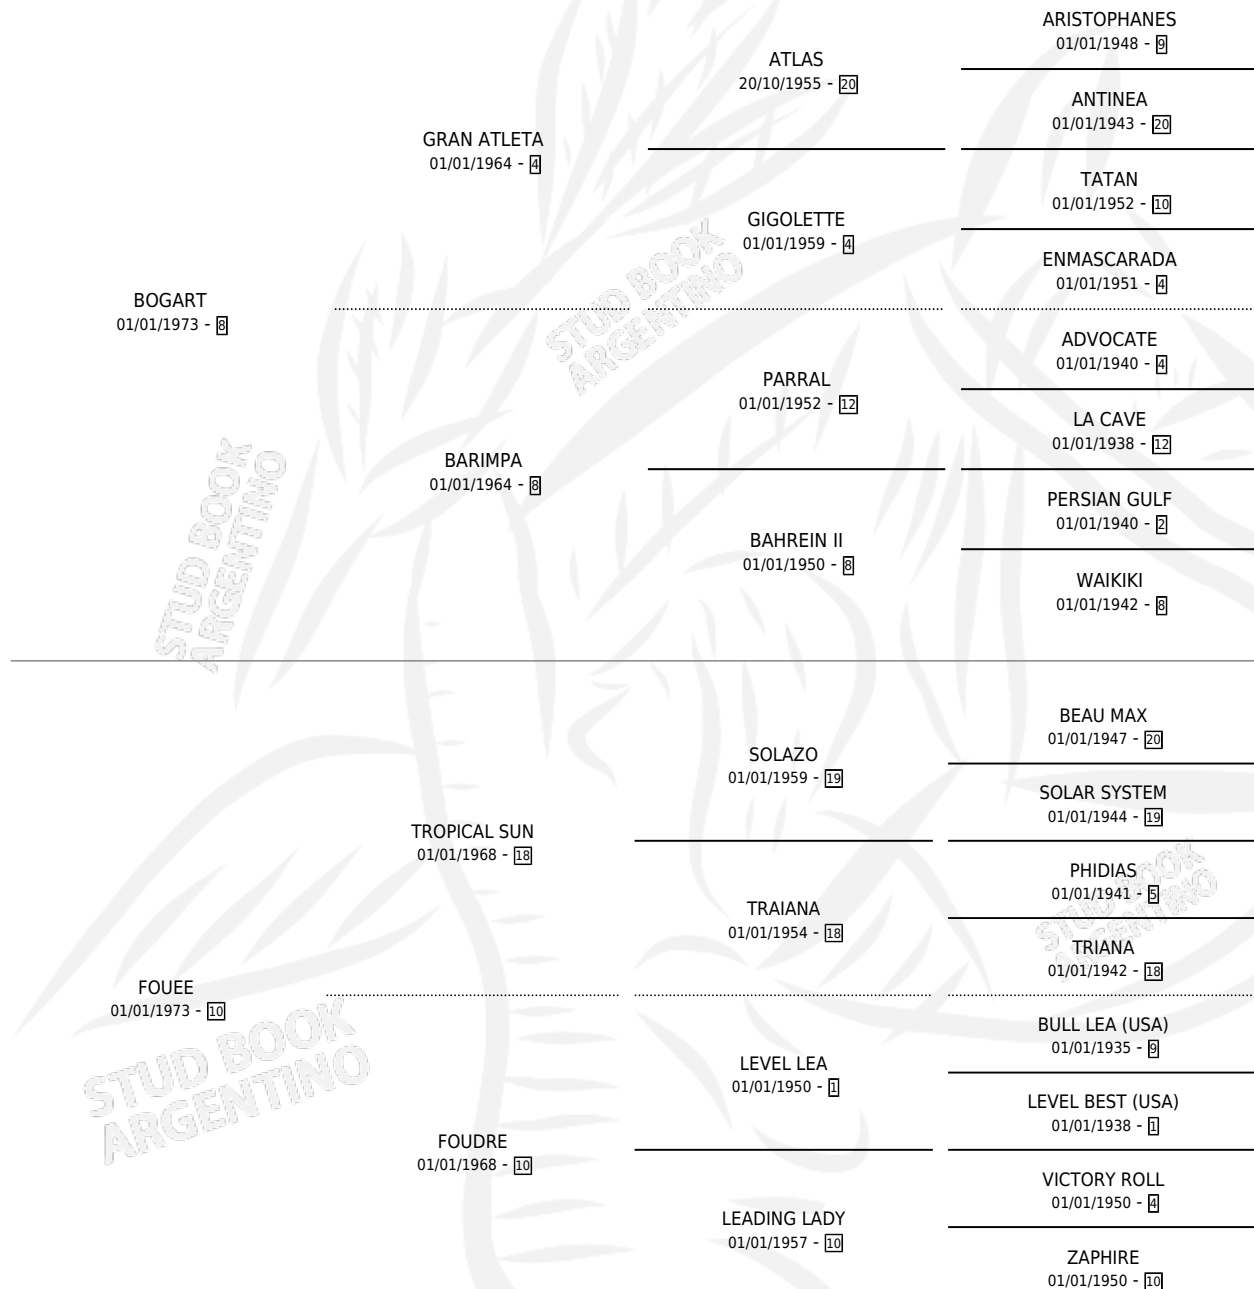 BOGART
01/01/1973 - 8
GRAN ATLETA
01/01/1964 - 4
ATLAS
20/10/1955 - 20
ARISTOPHANES
01/01/1948 - 9
ANTINEA
01/01/1943 - 20
GIGOLETTE
01/01/1959 - 4
TATAN
01/01/1952 - 10
ENMASCARADA
01/01/1951 - 4
BARIMPA
01/01/1964 - 8
PARRAL
01/01/1952 - 12
ADVOCATE
01/01/1940 - 4
LA CAVE
01/01/1938 - 12
BAHREIN II
01/01/1950 - 8
PERSIAN GULF
01/01/1940 - 2
WAIKIKI
01/01/1942 - 8
STUD BOOK
ARGENTINO
STUD BOOK
ARGENTINO
FOUEE
01/01/1973 - 10
TROPICAL SUN
01/01/1968 - 18
SOLAZO
01/01/1959 - 19
BEAU MAX
01/01/1947 - 20
SOLAR SYSTEM
01/01/1944 - 19
TRAIANA
01/01/1954 - 18
PHIDIAS
01/01/1941 - 5
TRIANA
01/01/1942 - 18
FOUDRE
01/01/1968 - 10
LEVEL LEA
01/01/1950 - 1
BULL LEA (USA)
01/01/1935 - 9
LEVEL BEST (USA)
01/01/1938 - 1
LEADING LADY
01/01/1957 - 10
VICTORY ROLL
01/01/1950 - 4
ZAPHIRE
01/01/1950 - 10
STUD BOOK
ARGENTINO
STUD BOOK
ARGENTINO